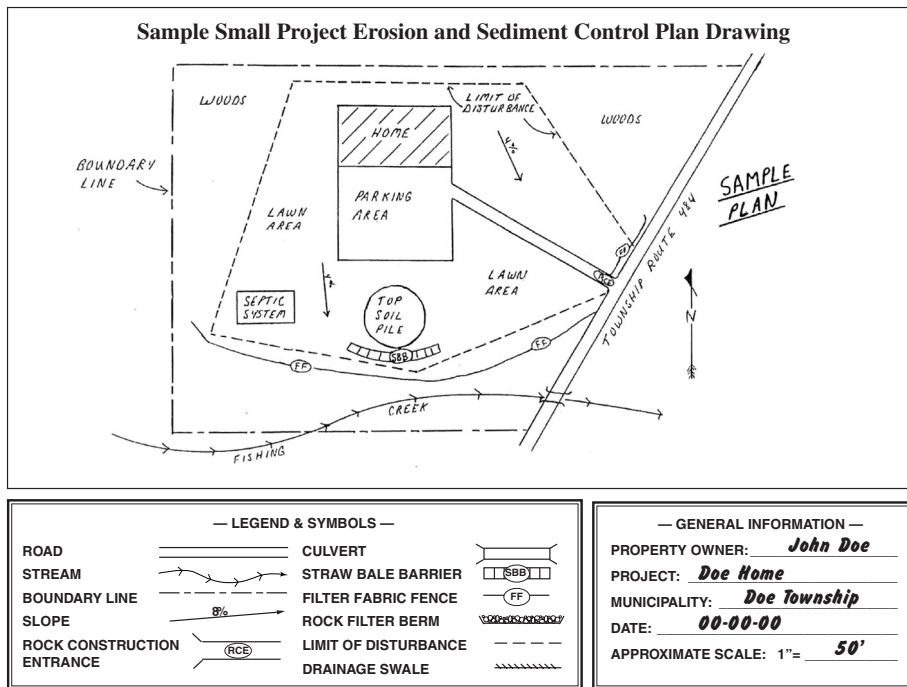 Sample Small Project Erosion and Sediment Control Plan Drawing
WOODS
LIMIT OF
DISTURBANCE
WOODS
HOME
BOUNDARY
LINE
SAMPLE
PLAN
PARKING
AREA
LAWN
AREA
TOWNSHIP ROUTE 484
FF
RCE
LAWN
AREA
SEPTIC
SYSTEM
TOP
SOIL
PILE
N
SBB
FF
FF
CREEK
FISHING
— LEGEND & SYMBOLS —
ROAD
STREAM
BOUNDARY LINE
SLOPE 8%
ROCK CONSTRUCTION
ENTRANCE RCE
CULVERT
STRAW BALE BARRIER SBB
FILTER FABRIC FENCE FF
ROCK FILTER BERM
LIMIT OF DISTURBANCE
DRAINAGE SWALE
— GENERAL INFORMATION —
PROPERTY OWNER: John Doe
PROJECT: Doe Home
MUNICIPALITY: Doe Township
DATE: 00-00-00
APPROXIMATE SCALE: 1"= 50'